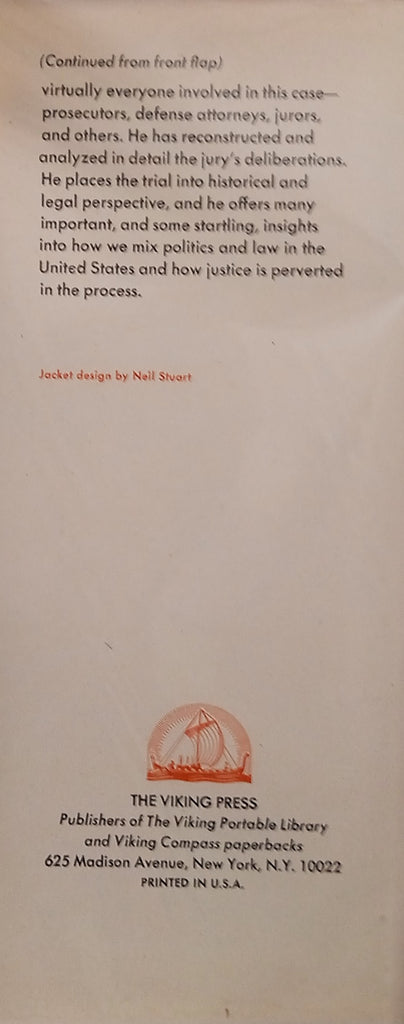 (Continued from front flap)
virtually everyone involved in this case—
prosecutors, defense attorneys, jurors,
and others. He has reconstructed and
analyzed in detail the jury's deliberations.
He places the trial into historical and
legal perspective, and he offers many
important, and some startling, insights
into how we mix politics and law in the
United States and how justice is perverted
in the process.
Jacket design by Neil Stuart
THE VIKING PRESS
Publishers of The Viking Portable Library
and Viking Compass paperbacks
625 Madison Avenue, New York, N.Y. 10022
PRINTED IN U.S.A.